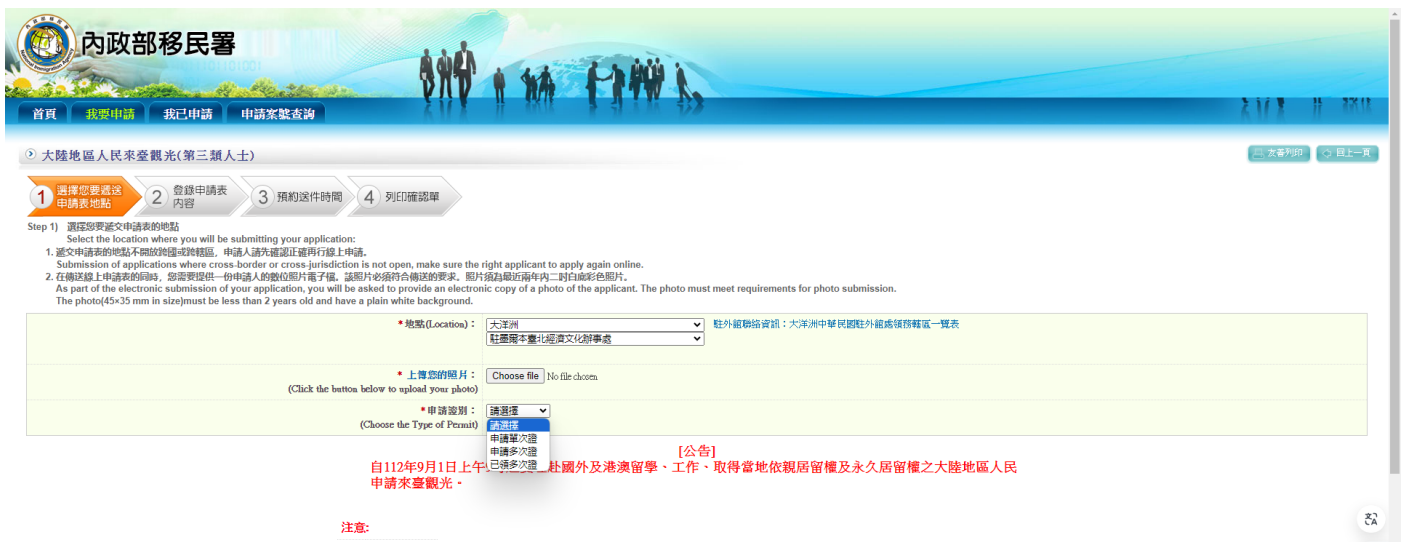 內政部移民署
首頁 我要申請 我已申請 申請案號查詢
大陸地區人民來臺觀光(第三類人士)
友善列印 回上一頁
1 選擇您要遞送申請表地點
2 登錄申請表內容
3 預約送件時間
4 列印確認單
Step 1) 選擇您要遞交申請表的地點
Select the location where you will be submitting your application:
1. 遞交申請表的地點不開放跨國或跨轄區，申請人請先確認正確再行線上申請。
Submission of applications where cross-border or cross-jurisdiction is not open, make sure the right applicant to apply again online.
2. 在傳送線上申請表的同時，您需要提供一份申請人的數位照片電子檔。該照片必須符合傳送的要求。照片須為最近兩年內二吋白底彩色照片。
As part of the electronic submission of your application, you will be asked to provide an electronic copy of a photo of the applicant. The photo must meet requirements for photo submission.
The photo(45×35 mm in size)must be less than 2 years old and have a plain white background.
*地點(Location)： 大洋洲 駐外館聯絡資訊：大洋洲中華民國駐外館處領務轄區一覽表
駐墨爾本臺北經濟文化辦事處
* 上傳您的照片： Choose file No file chosen
(Click the button below to upload your photo)
*申請證別： 請選擇
(Choose the Type of Permit) 請選擇
申請單次證
申請多次證
已領多次證
[公告]
自112年9月1日上午
赴國外及港澳留學、工作、取得當地依親居留權及永久居留權之大陸地區人民
申請來臺觀光。
注意: